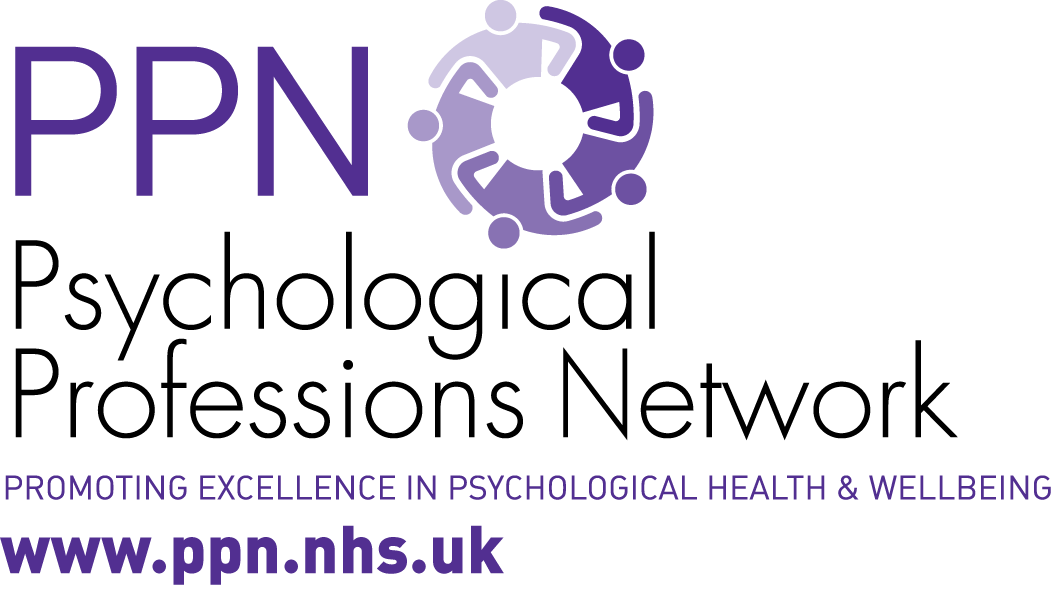 PPN
Psychological
Professions Network
PROMOTING EXCELLENCE IN PSYCHOLOGICAL HEALTH & WELLBEING
www.ppn.nhs.uk